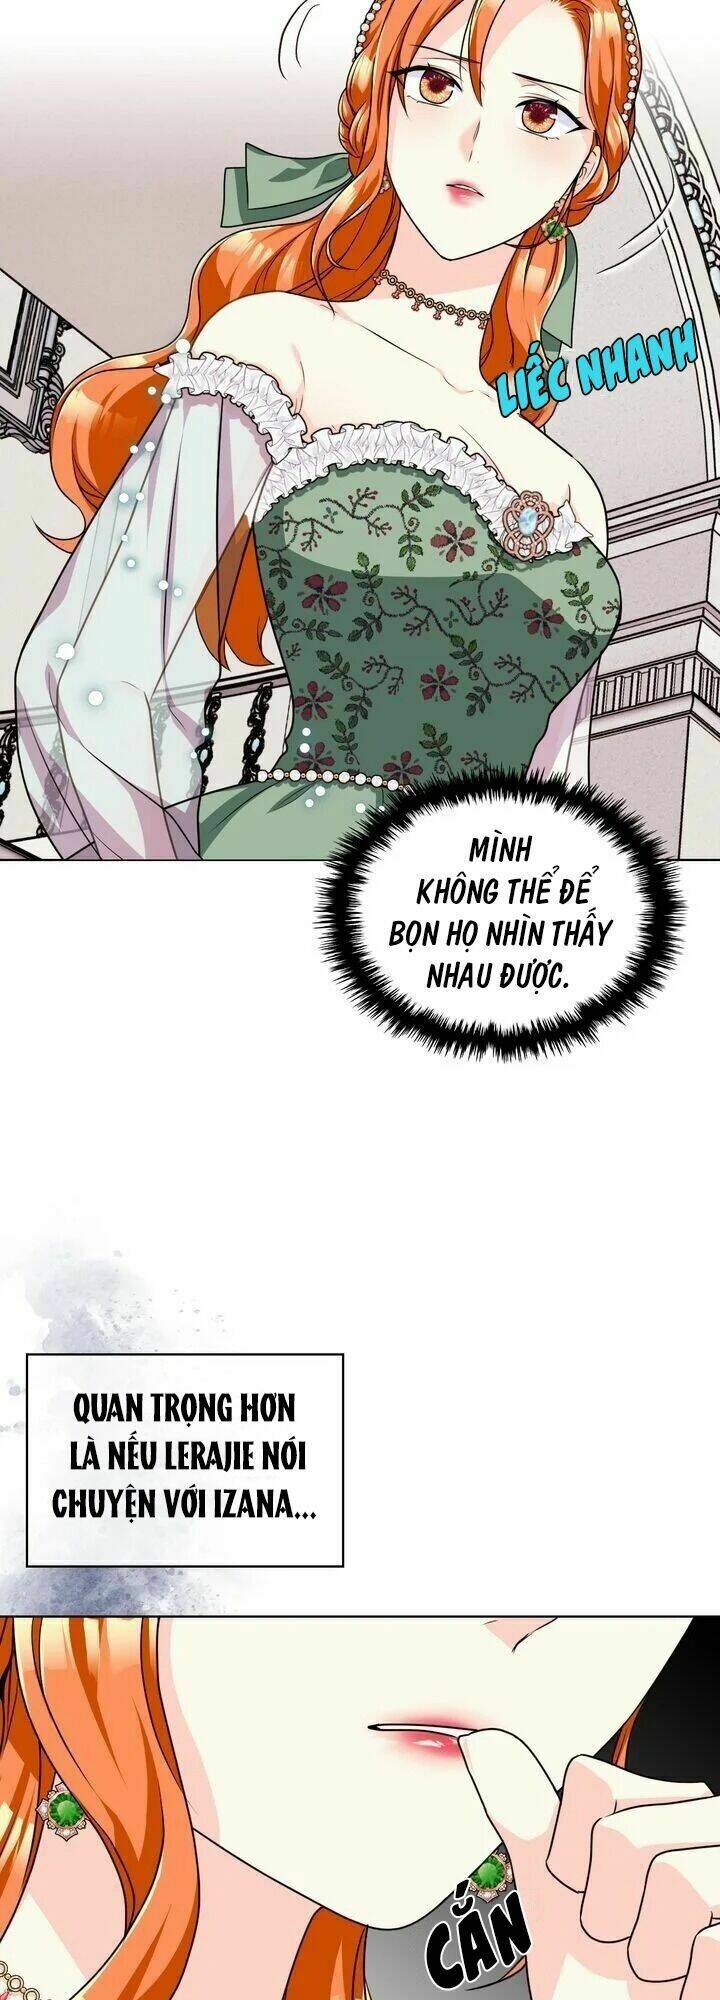 LIẾC NHANH
MÌNH
KHÔNG THỂ ĐỂ
BỌN HỌ NHÌN THẤY
NHAU ĐƯỢC.
QUAN TRỌNG HƠN
LÀ NẾU LERAJIE NÓI
CHUYỆN VỚI IZANA...
CẮN